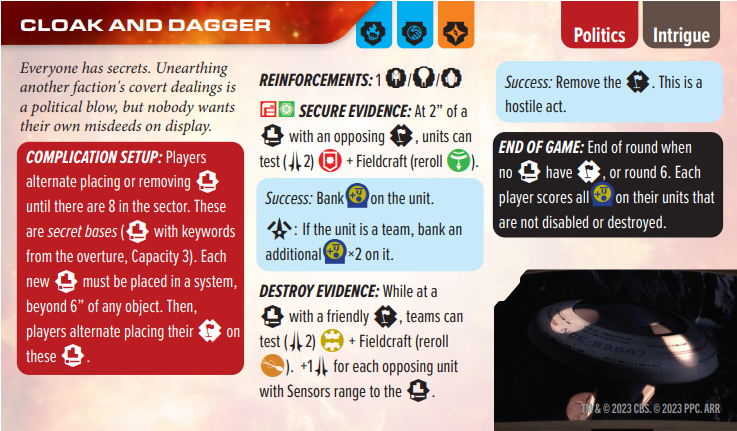 CLOAK AND DAGGER
Politics
Intrigue
Everyone has secrets. Unearthing
another faction's covert dealings is
a political blow, but nobody wants
their own misdeeds on display.
COMPLICATION SETUP: Players
alternate placing or removing
until there are 8 in the sector. These
are secret bases ( with keywords
from the overture, Capacity 3). Each
new must be placed in a system,
beyond 6” of any object. Then,
players alternate placing their on
these .
REINFORCEMENTS: 1 / /
SECURE EVIDENCE: At 2” of a
with an opposing , units can
test ( 2) + Fieldcraft (reroll ).
Success: Bank on the unit.
: If the unit is a team, bank an
additional ×2 on it.
DESTROY EVIDENCE: While at a
with a friendly , teams can
test ( 2) + Fieldcraft (reroll
). +1 for each opposing unit
with Sensors range to the .
Success: Remove the . This is a
hostile act.
END OF GAME: End of round when
no have , or round 6. Each
player scores all on their units that
are not disabled or destroyed.
NCC-63847
TM & © 2023 CBS. © 2023 PPC. ARR